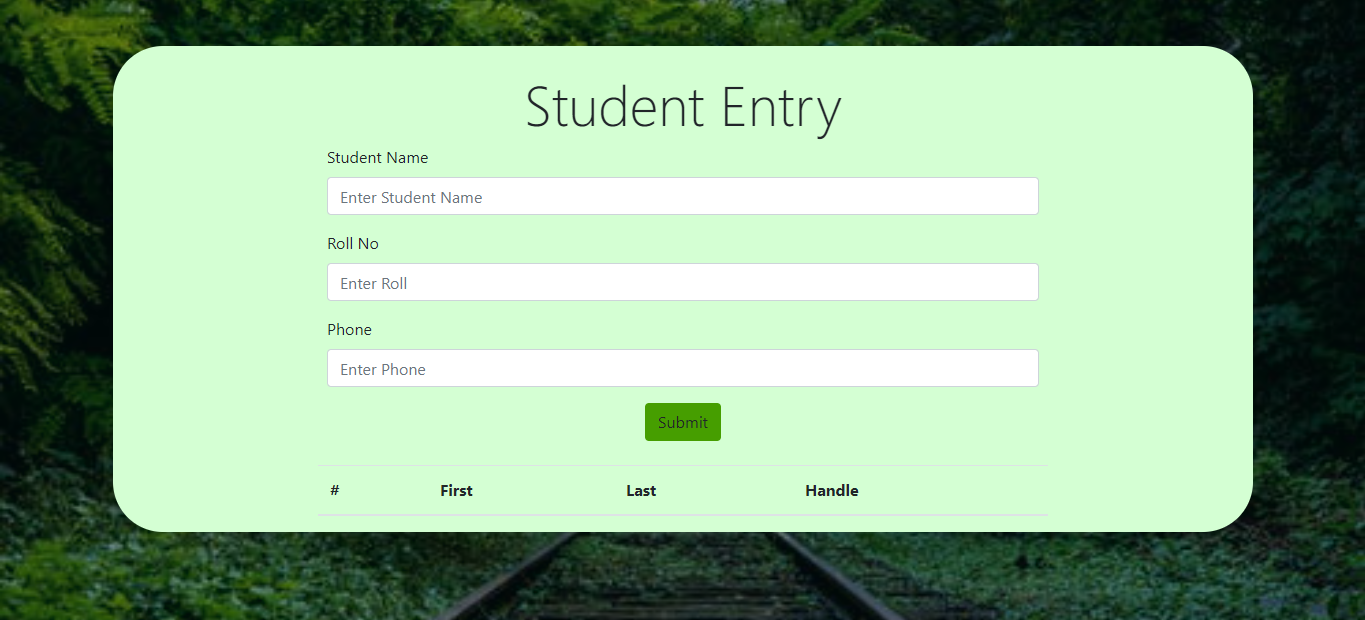 Student Entry
Student Name
Enter Student Name
Roll No
Enter Roll
Phone
Enter Phone
Submit
# First Last Handle